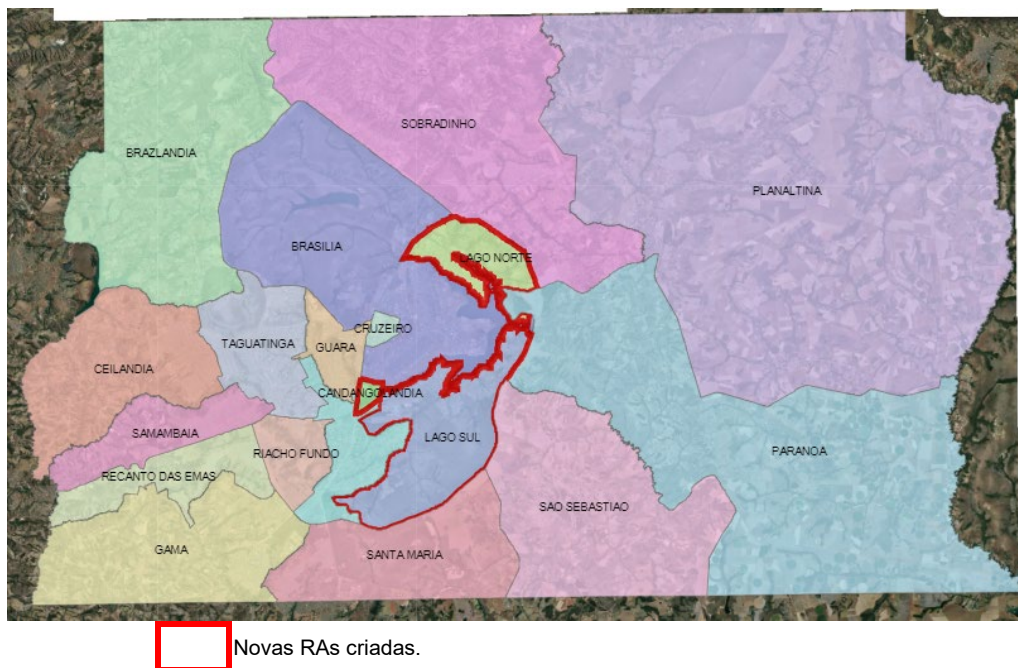 SOBRADINHO
BRAZLANDIA
PLANALTINA
BRASILIA
LAGO NORTE
CRUZEIRO
TAGUATINGA
GUARA
CEILANDIA
CANDANGOLANDIA
SAMAMBAIA
LAGO SUL
RIACHO FUNDO
PARANOA
RECANTO DAS EMAS
SAO SEBASTIAO
GAMA
SANTA MARIA
Novas RAs criadas.